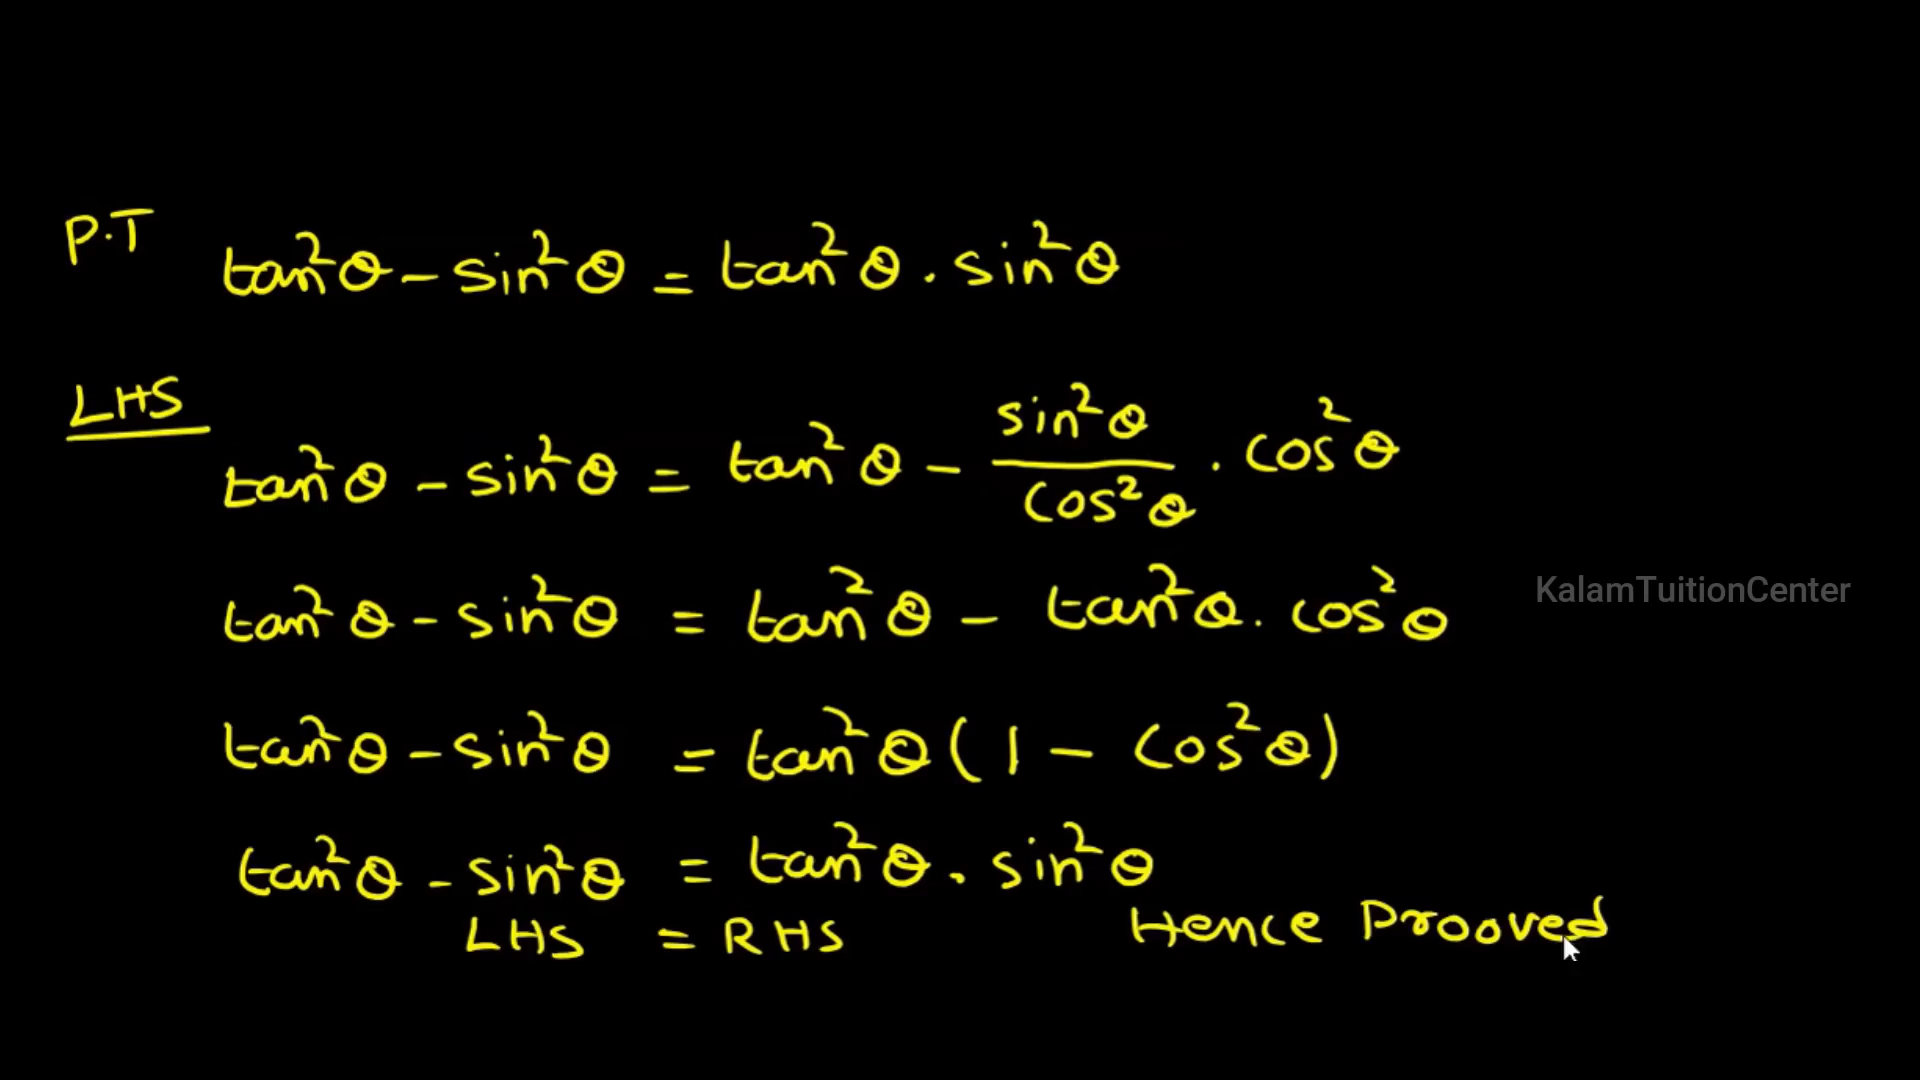 P.T tan²θ - sin²θ = tan²θ . sin²θ
LHS
tan²θ - sin²θ = tan²θ - sin²θ/cos²θ . cos²θ
tan²θ - sin²θ = tan²θ - tan²θ . cos²θ
KalamTuitionCenter
tan²θ - sin²θ = tan²θ (1 - cos²θ)
tan²θ - sin²θ = tan²θ . sin²θ
LHS = RHS Hence Prooved